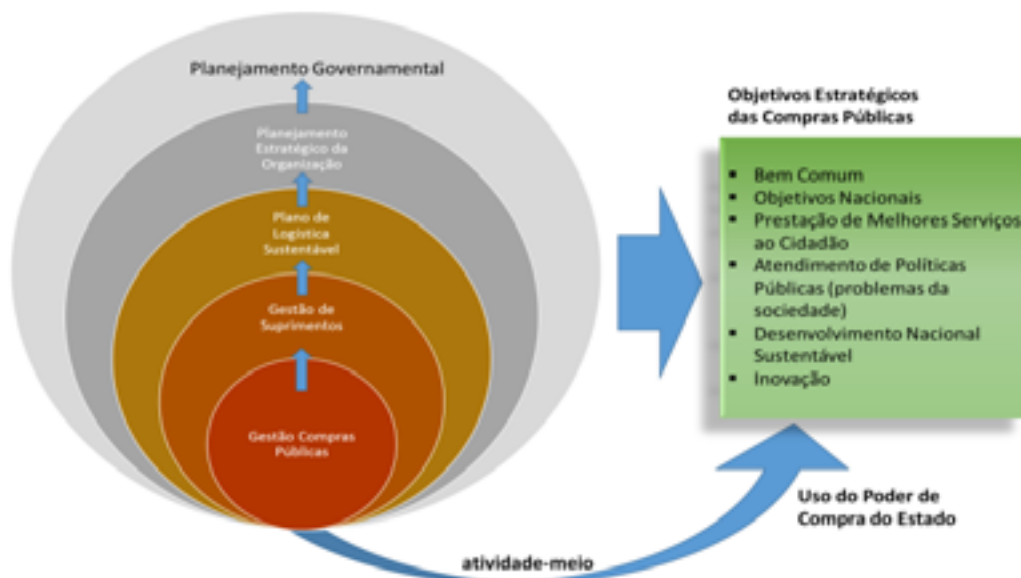 Planejamento Governamental
Planejamento
Estratégico da
Organização
Plano de
Logística
Sustentável
Gestão de
Suprimentos
Gestão Compras
Públicas
atividade-meio
Objetivos Estratégicos
das Compras Públicas
▪ Bem Comum
▪ Objetivos Nacionais
▪ Prestação de Melhores Serviços
ao Cidadão
▪ Atendimento de Políticas
Públicas (problemas da
sociedade)
▪ Desenvolvimento Nacional
Sustentável
▪ Inovação
Uso do Poder de
Compra do Estado